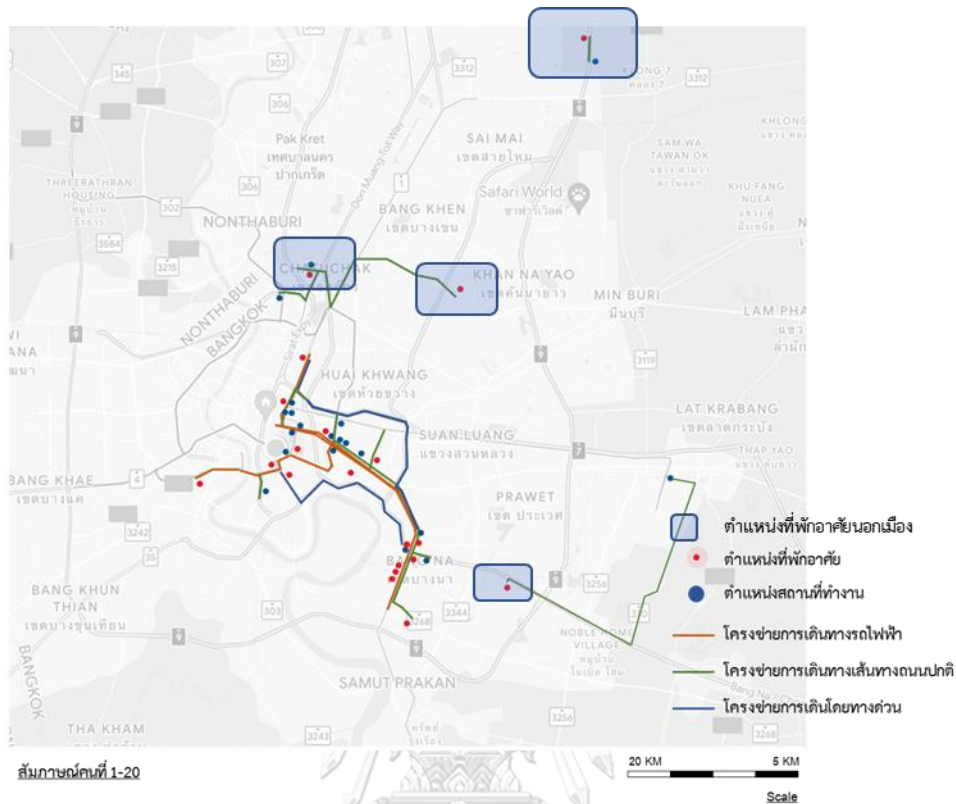 345
307
3312
KLONG 7
คลอง 7
3312
9
9
306
Pak Kret
เทศบาลนคร
ปากเกร็ด
Don Muang Toll Way
SAI MAI
เขตสายไหม
SAM WA
TAWAN OK
THREERATHRAN
HOUSING
306
1
Safari World
ซาฟารีเวิลด์
KHU FANG
NUEA
302
BANG KHEN
เขตบางเขน
NONTHABURI
3584
3215
CHATUCHAK
KHAN NA YAO
เขตคันนายาว
MIN BURI
มีนบุรี
NONTHABURI
BANGKOK
LAM PHA
9
9
3119
HUAI KHWANG
เขตห้วยขวาง
LAT KRABANG
เขตลาดกระบัง
SUAN LUANG
แขวงสวนหลวง
7
THAP YAO
BANG KHAE
เขตบางแค
4
PRAWET
เขต ประเวศ
3242
35
BANG NA
เขตบางนา
9
BANG KHUN
THIAN
เขตบางขุนเทียน
303
3344
3256
3268
NOBLE HOME
VILLAGE
9
SAMUT PRAKAN
BANGKOK
3256
3268
THA KHAM
3243
ตำแหน่งที่พักอาศัยนอกเมือง
ตำแหน่งที่พักอาศัย
ตำแหน่งสถานที่ทำงาน
โครงข่ายการเดินทางรถไฟฟ้า
โครงข่ายการเดินทางเส้นทางถนนปกติ
โครงข่ายการเดินโดยทางด่วน
สัมภาษณ์คนที่ 1-20
20 KM
5 KM
Scale